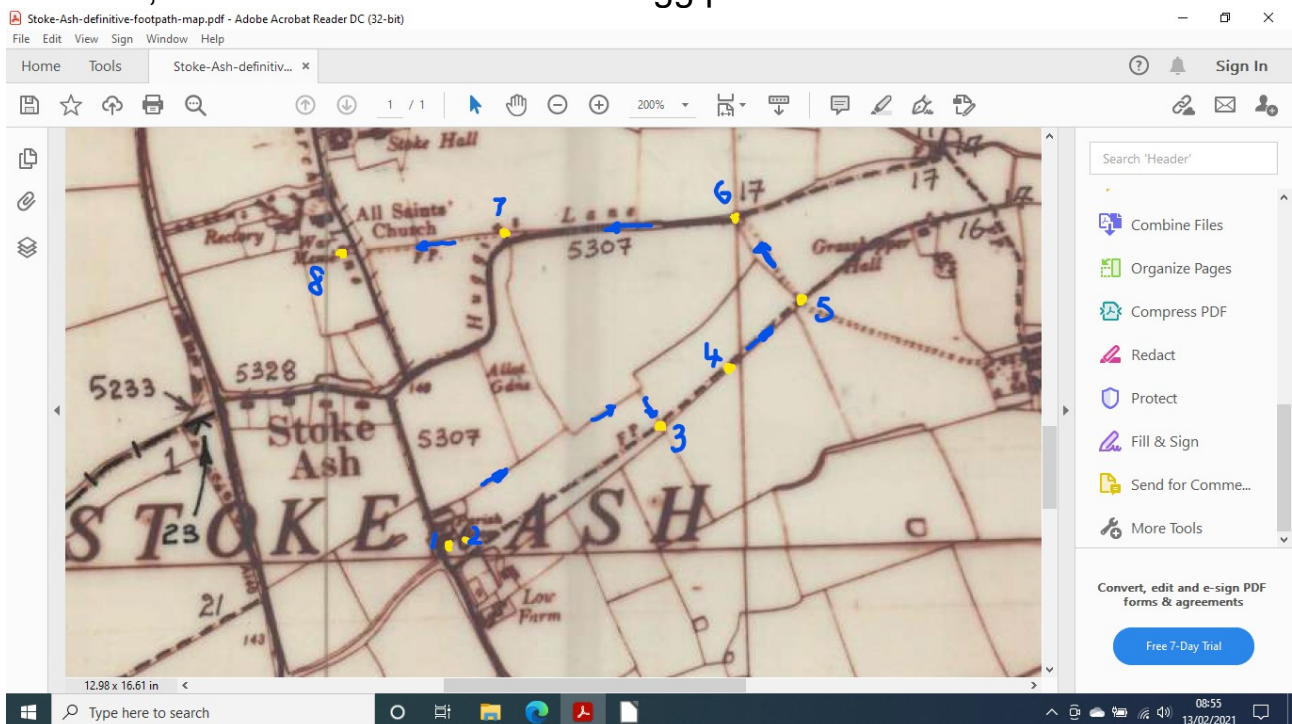 Stoke-Ash-definitive-footpath-map.pdf - Adobe Acrobat Reader DC (32-bit)
File Edit View Sign Window Help
Home Tools Stoke-Ash-definitiv... × Sign In
1 / 1 200%
Search 'Header'
Combine Files
Organize Pages
Compress PDF
Redact
Protect
Fill & Sign
Send for Comme...
More Tools
Convert, edit and e-sign PDF
forms & agreements
Free 7-Day Trial
Stoke Hall
17
6 17
17
17
All Saints'
Church
7
Lane
Rectory
War
F.P.
5307
Grasshopper
Hall
16
8
Hugg
5
4
5328
148
Allot
Gdns
5233
Stoke
Ash
5307
F.P.
3
1
STOKE ASH
23
1 2
Low
Farm
21
143
12.98 x 16.61 in
Type here to search
08:55
13/02/2021